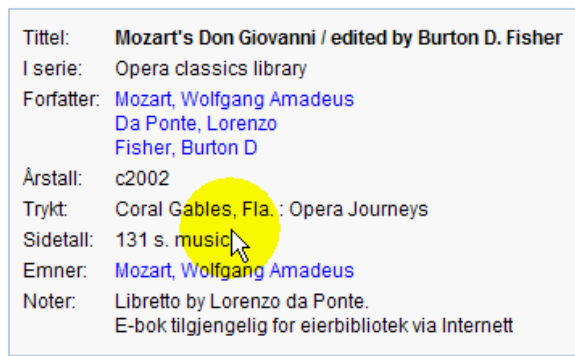 Tittel: Mozart's Don Giovanni / edited by Burton D. Fisher
I serie: Opera classics library
Forfatter: Mozart, Wolfgang Amadeus
Da Ponte, Lorenzo
Fisher, Burton D
Årstall: c2002
Trykt: Coral Gables, Fla. : Opera Journeys
Sidetall: 131 s. music
Emner: Mozart, Wolfgang Amadeus
Noter: Libretto by Lorenzo da Ponte.
E-bok tilgjengelig for eierbibliotek via Internett